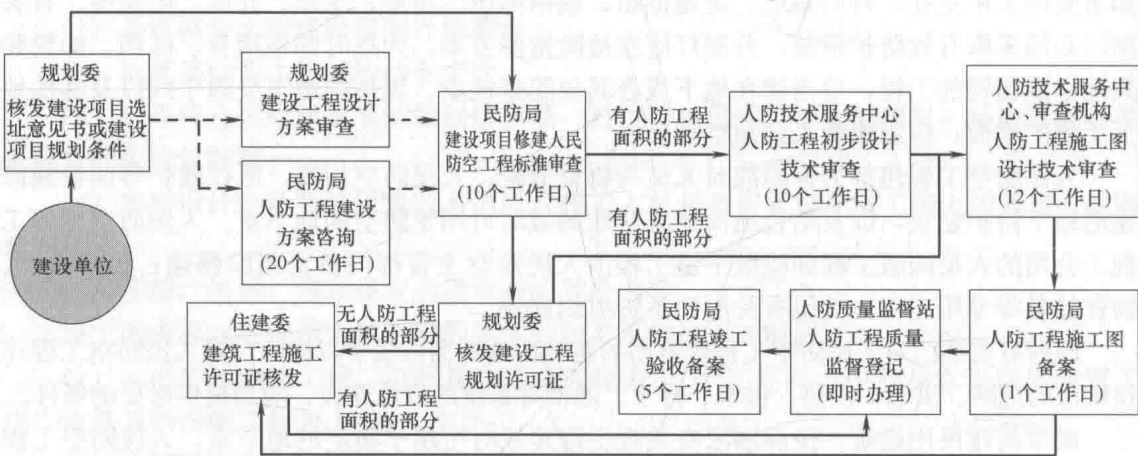 规划委
核发建设项目选
址意见书或建设
项目规划条件
建设单位
规划委
建设工程设计
方案审查
民防局
人防工程建设
方案咨询
(20个工作日)
民防局
建设项目修建人民
防空工程标准审查
(10个工作日)
有人防工程
面积的部分
有人防工程
面积的部分
人防技术服务中心
人防工程初步设计
技术审查
(10个工作日)
人防技术服务中
心、审查机构
人防工程施工图
设计技术审查
(12个工作日)
住建委
建筑工程施工
许可证核发
无人防工程
面积的部分
有人防工程
面积的部分
规划委
核发建设工程
规划许可证
民防局
人防工程竣工
验收备案
(5个工作日)
人防质量监督站
人防工程质量
监督登记
(即时办理)
民防局
人防工程施工图
备案
(1个工作日)